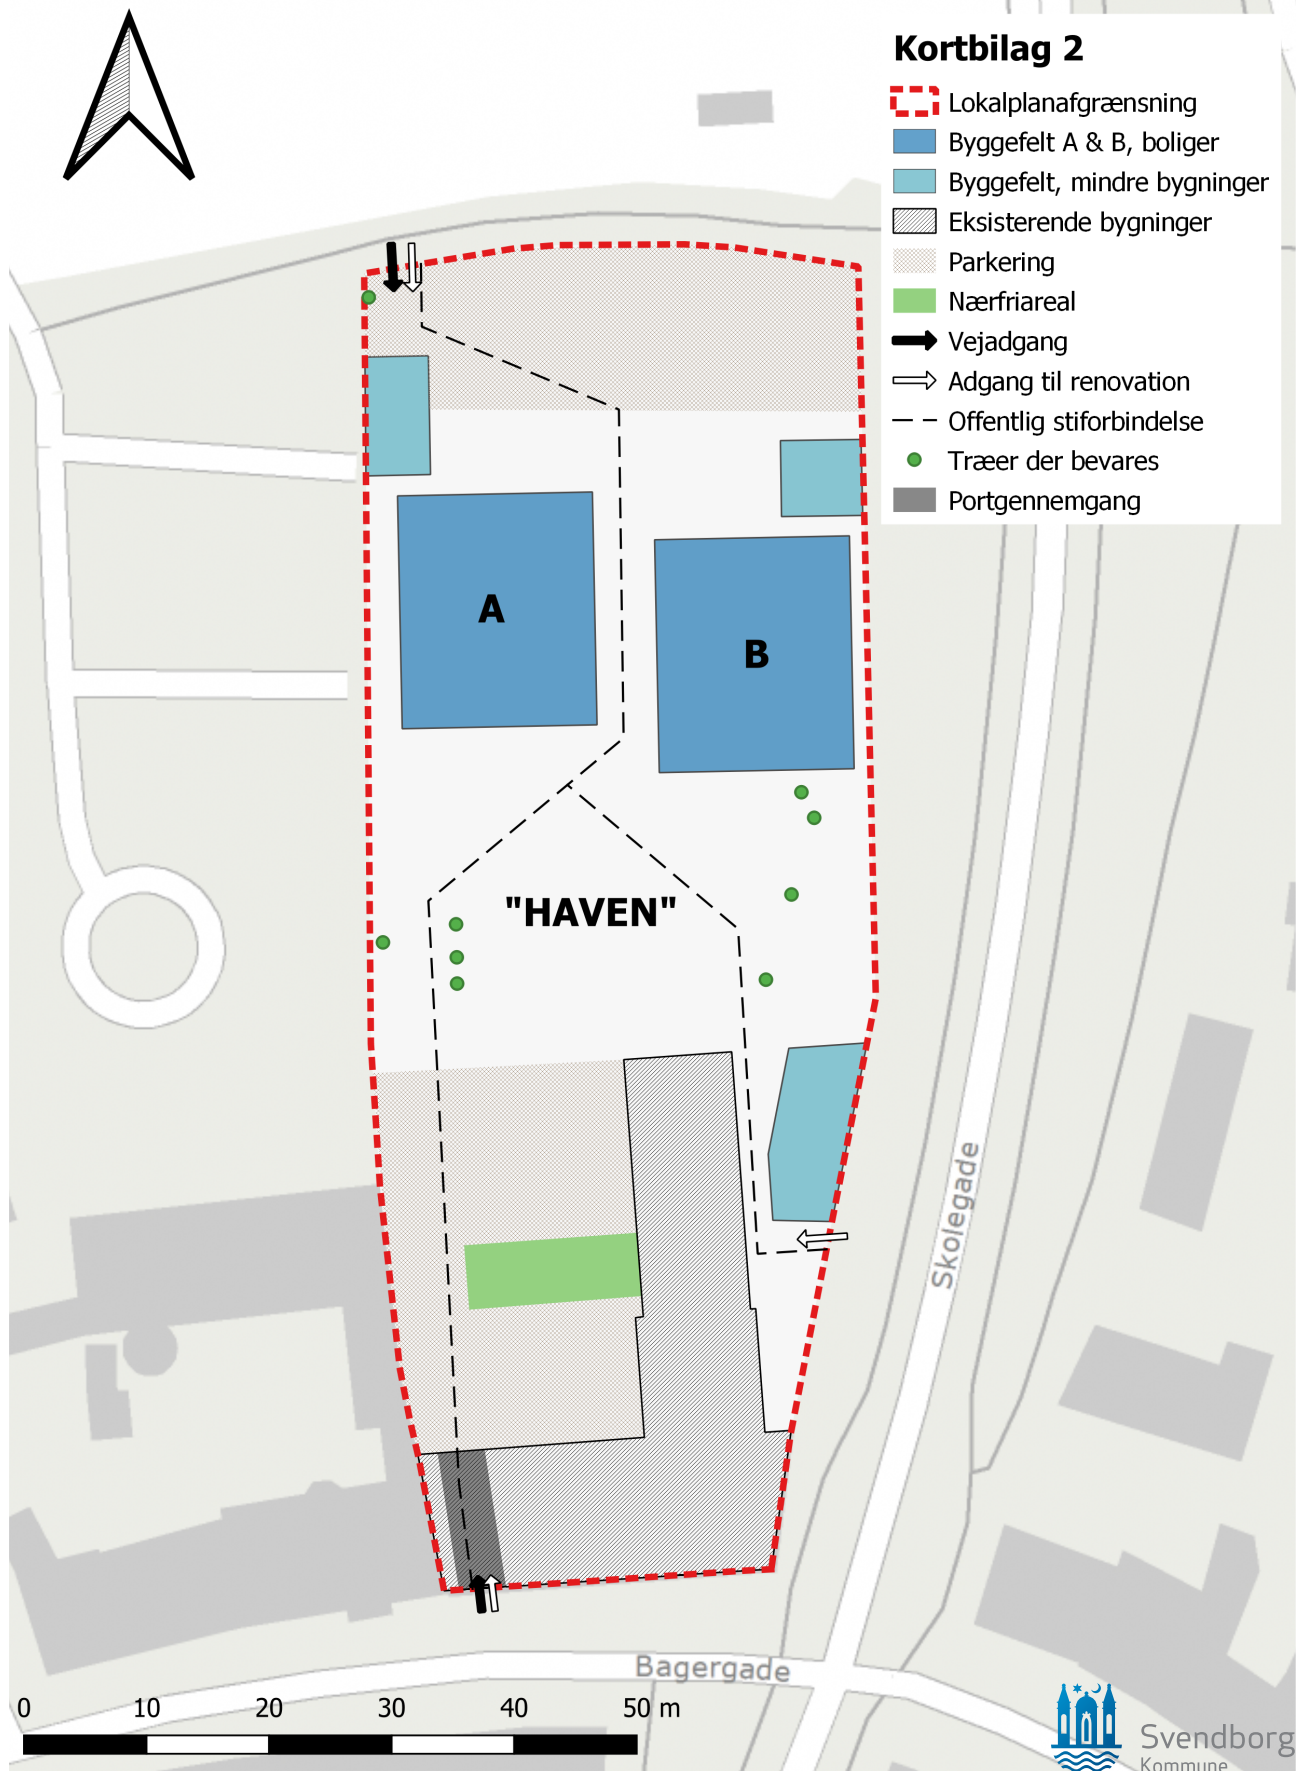 Kortbilag 2
Lokalplanafgrænsning
Byggefelt A & B, boliger
Byggefelt, mindre bygninger
Eksisterende bygninger
Parkering
Nærfriareal
Vejadgang
Adgang til renovation
Offentlig stiforbindelse
Træer der bevares
Portgennemgang
A
B
"HAVEN"
Skolegade
Bagergade
0 10 20 30 40 50 m
Svendborg
Kommune